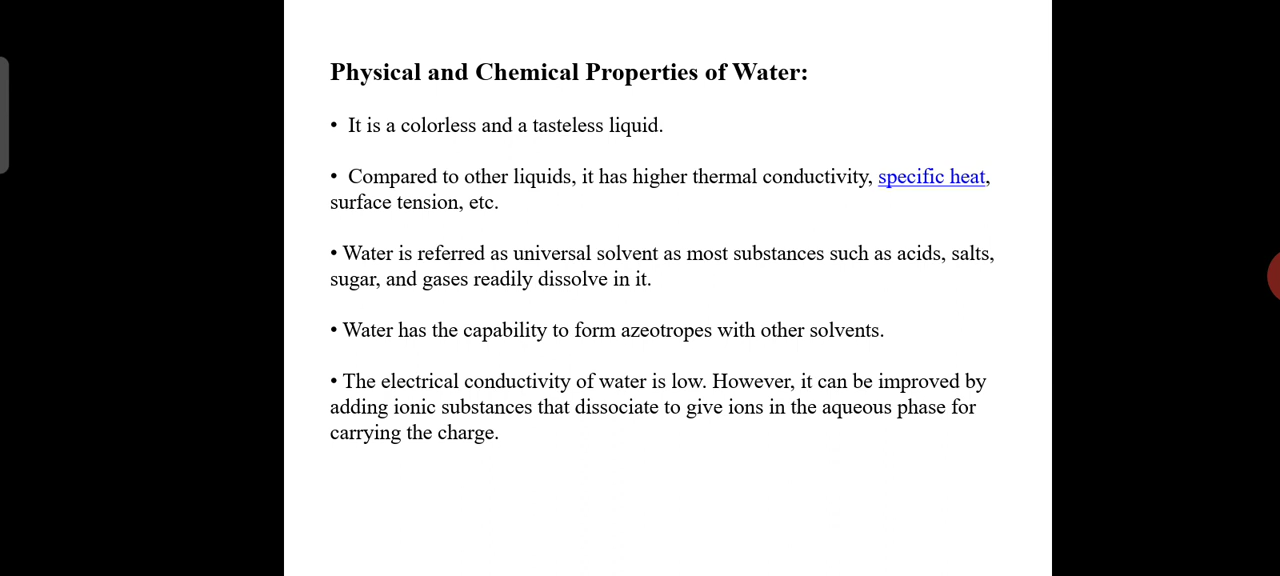 Physical and Chemical Properties of Water:
• It is a colorless and a tasteless liquid.
• Compared to other liquids, it has higher thermal conductivity, specific heat,
surface tension, etc.
• Water is referred as universal solvent as most substances such as acids, salts,
sugar, and gases readily dissolve in it.
• Water has the capability to form azeotropes with other solvents.
• The electrical conductivity of water is low. However, it can be improved by
adding ionic substances that dissociate to give ions in the aqueous phase for
carrying the charge.